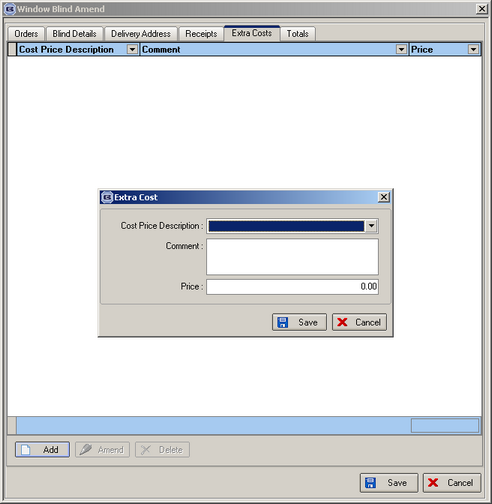 Window Blind Amend
Orders Blind Details Delivery Address Receipts Extra Costs Totals
Cost Price Description Comment Price
Extra Cost
Cost Price Description :
Comment :
Price : 0.00
Save Cancel
Add Amend Delete
Save Cancel